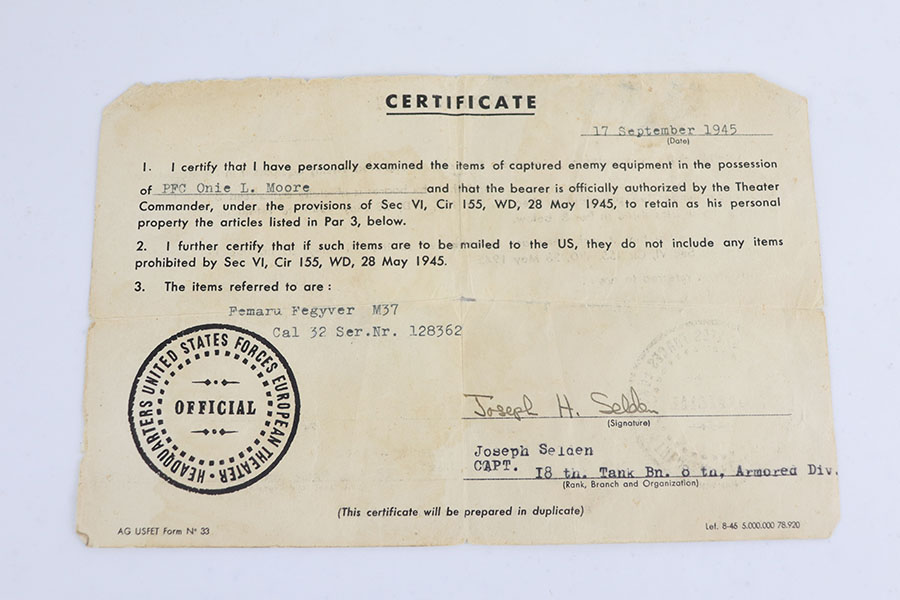 CERTIFICATE
17 September 1945
(Date)
1. I certify that I have personally examined the items of captured enemy equipment in the possession
of PFC Onie L. Moore and that the bearer is officially authorized by the Theater
Commander, under the provisions of Sec VI, Cir 155, WD, 28 May 1945, to retain as his personal
property the articles listed in Par 3, below.
2. I further certify that if such items are to be mailed to the US, they do not include any items
prohibited by Sec VI, Cir 155, WD, 28 May 1945.
3. The items referred to are :
Femaru Fegyver M37
Cal 32 Ser.Nr. 128362
HEADQUARTERS UNITED STATES FORCES EUROPEAN THEATER
OFFICIAL
Joseph H. Selden
(Signature)
Joseph Selden
CAPT. 18 th. Tank Bn. 8 th, Armored Div.
(Rank, Branch and Organization)
(This certificate will be prepared in duplicate)
AG USFET Form N° 33
Lef. 8-45 5.000.000 78.920